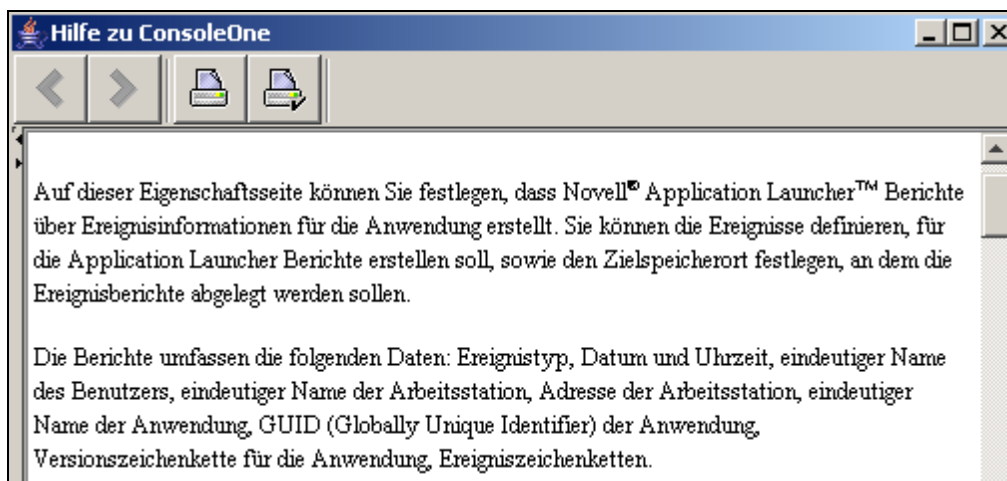 Hilfe zu ConsoleOne
Auf dieser Eigenschaftsseite können Sie festlegen, dass Novell® Application Launcher™ Berichte
über Ereignisinformationen für die Anwendung erstellt. Sie können die Ereignisse definieren, für
die Application Launcher Berichte erstellen soll, sowie den Zielspeicherort festlegen, an dem die
Ereignisberichte abgelegt werden sollen.
Die Berichte umfassen die folgenden Daten: Ereignistyp, Datum und Uhrzeit, eindeutiger Name
des Benutzers, eindeutiger Name der Arbeitsstation, Adresse der Arbeitsstation, eindeutiger
Name der Anwendung, GUID (Globally Unique Identifier) der Anwendung,
Versionszeichenkette für die Anwendung, Ereigniszeichenketten.